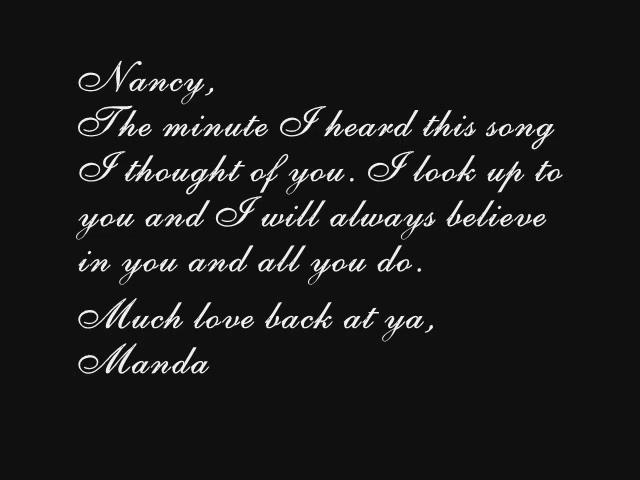 Nancy,
The minute I heard this song
I thought of you. I look up to
you and I will always believe
in you and all you do.
Much love back at ya,
Manda